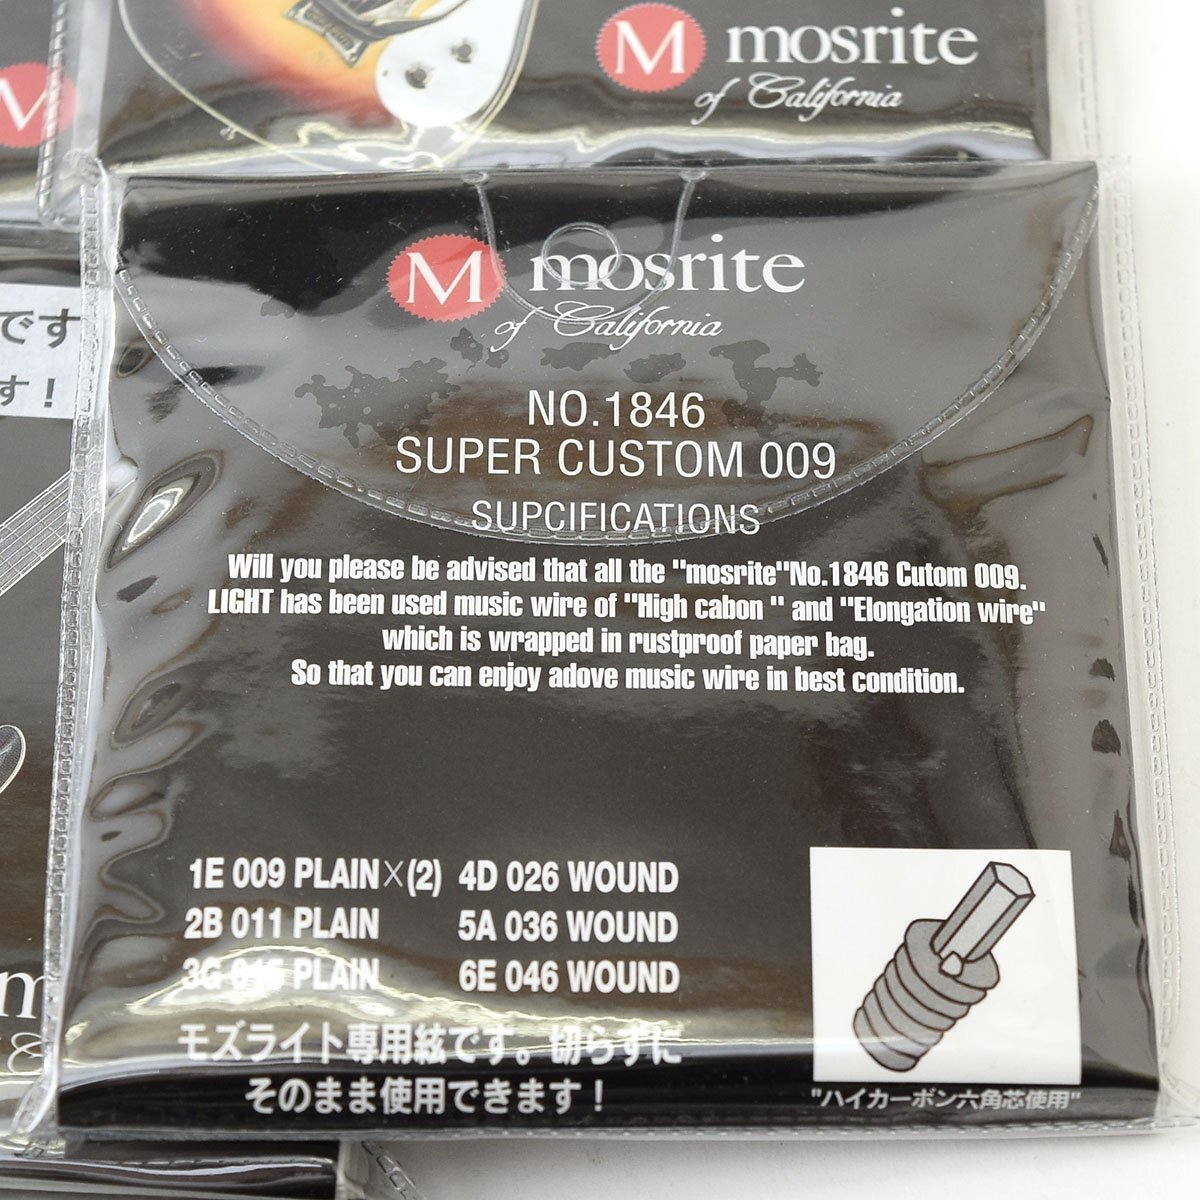 M mosrite
of California
M
です
す!
M mosrite
of California
NO.1846
SUPER CUSTOM 009
SUPCIFICATIONS
Will you please be advised that all the "mosrite"No.1846 Cutom 009.
LIGHT has been used music wire of "High cabon " and "Elongation wire"
which is wrapped in rustproof paper bag.
So that you can enjoy adove music wire in best condition.
1E 009 PLAIN×(2) 4D 026 WOUND
2B 011 PLAIN 5A 036 WOUND
3G 015 PLAIN 6E 046 WOUND
モズライト専用絃です。切らずに
そのまま使用できます!
"ハイカーボン六角芯使用"